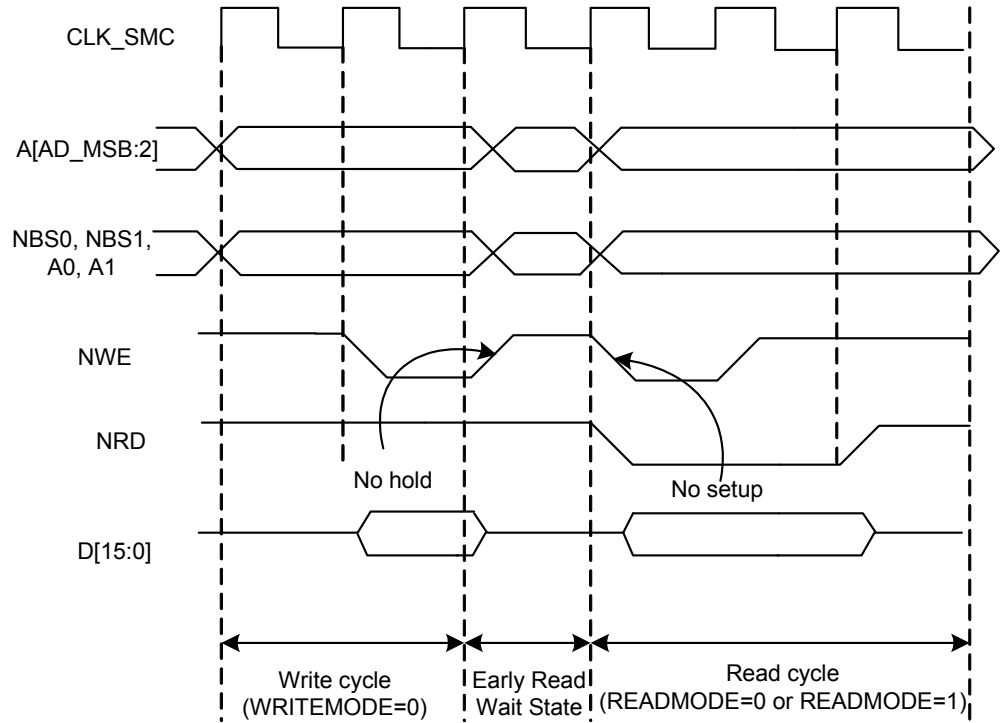 CLK_SMC
A[AD_MSB:2]
NBS0, NBS1,
A0, A1
NWE
NRD
No hold
No setup
D[15:0]
Write cycle
(WRITEMODE=0)
Early Read
Wait State
Read cycle
(READMODE=0 or READMODE=1)